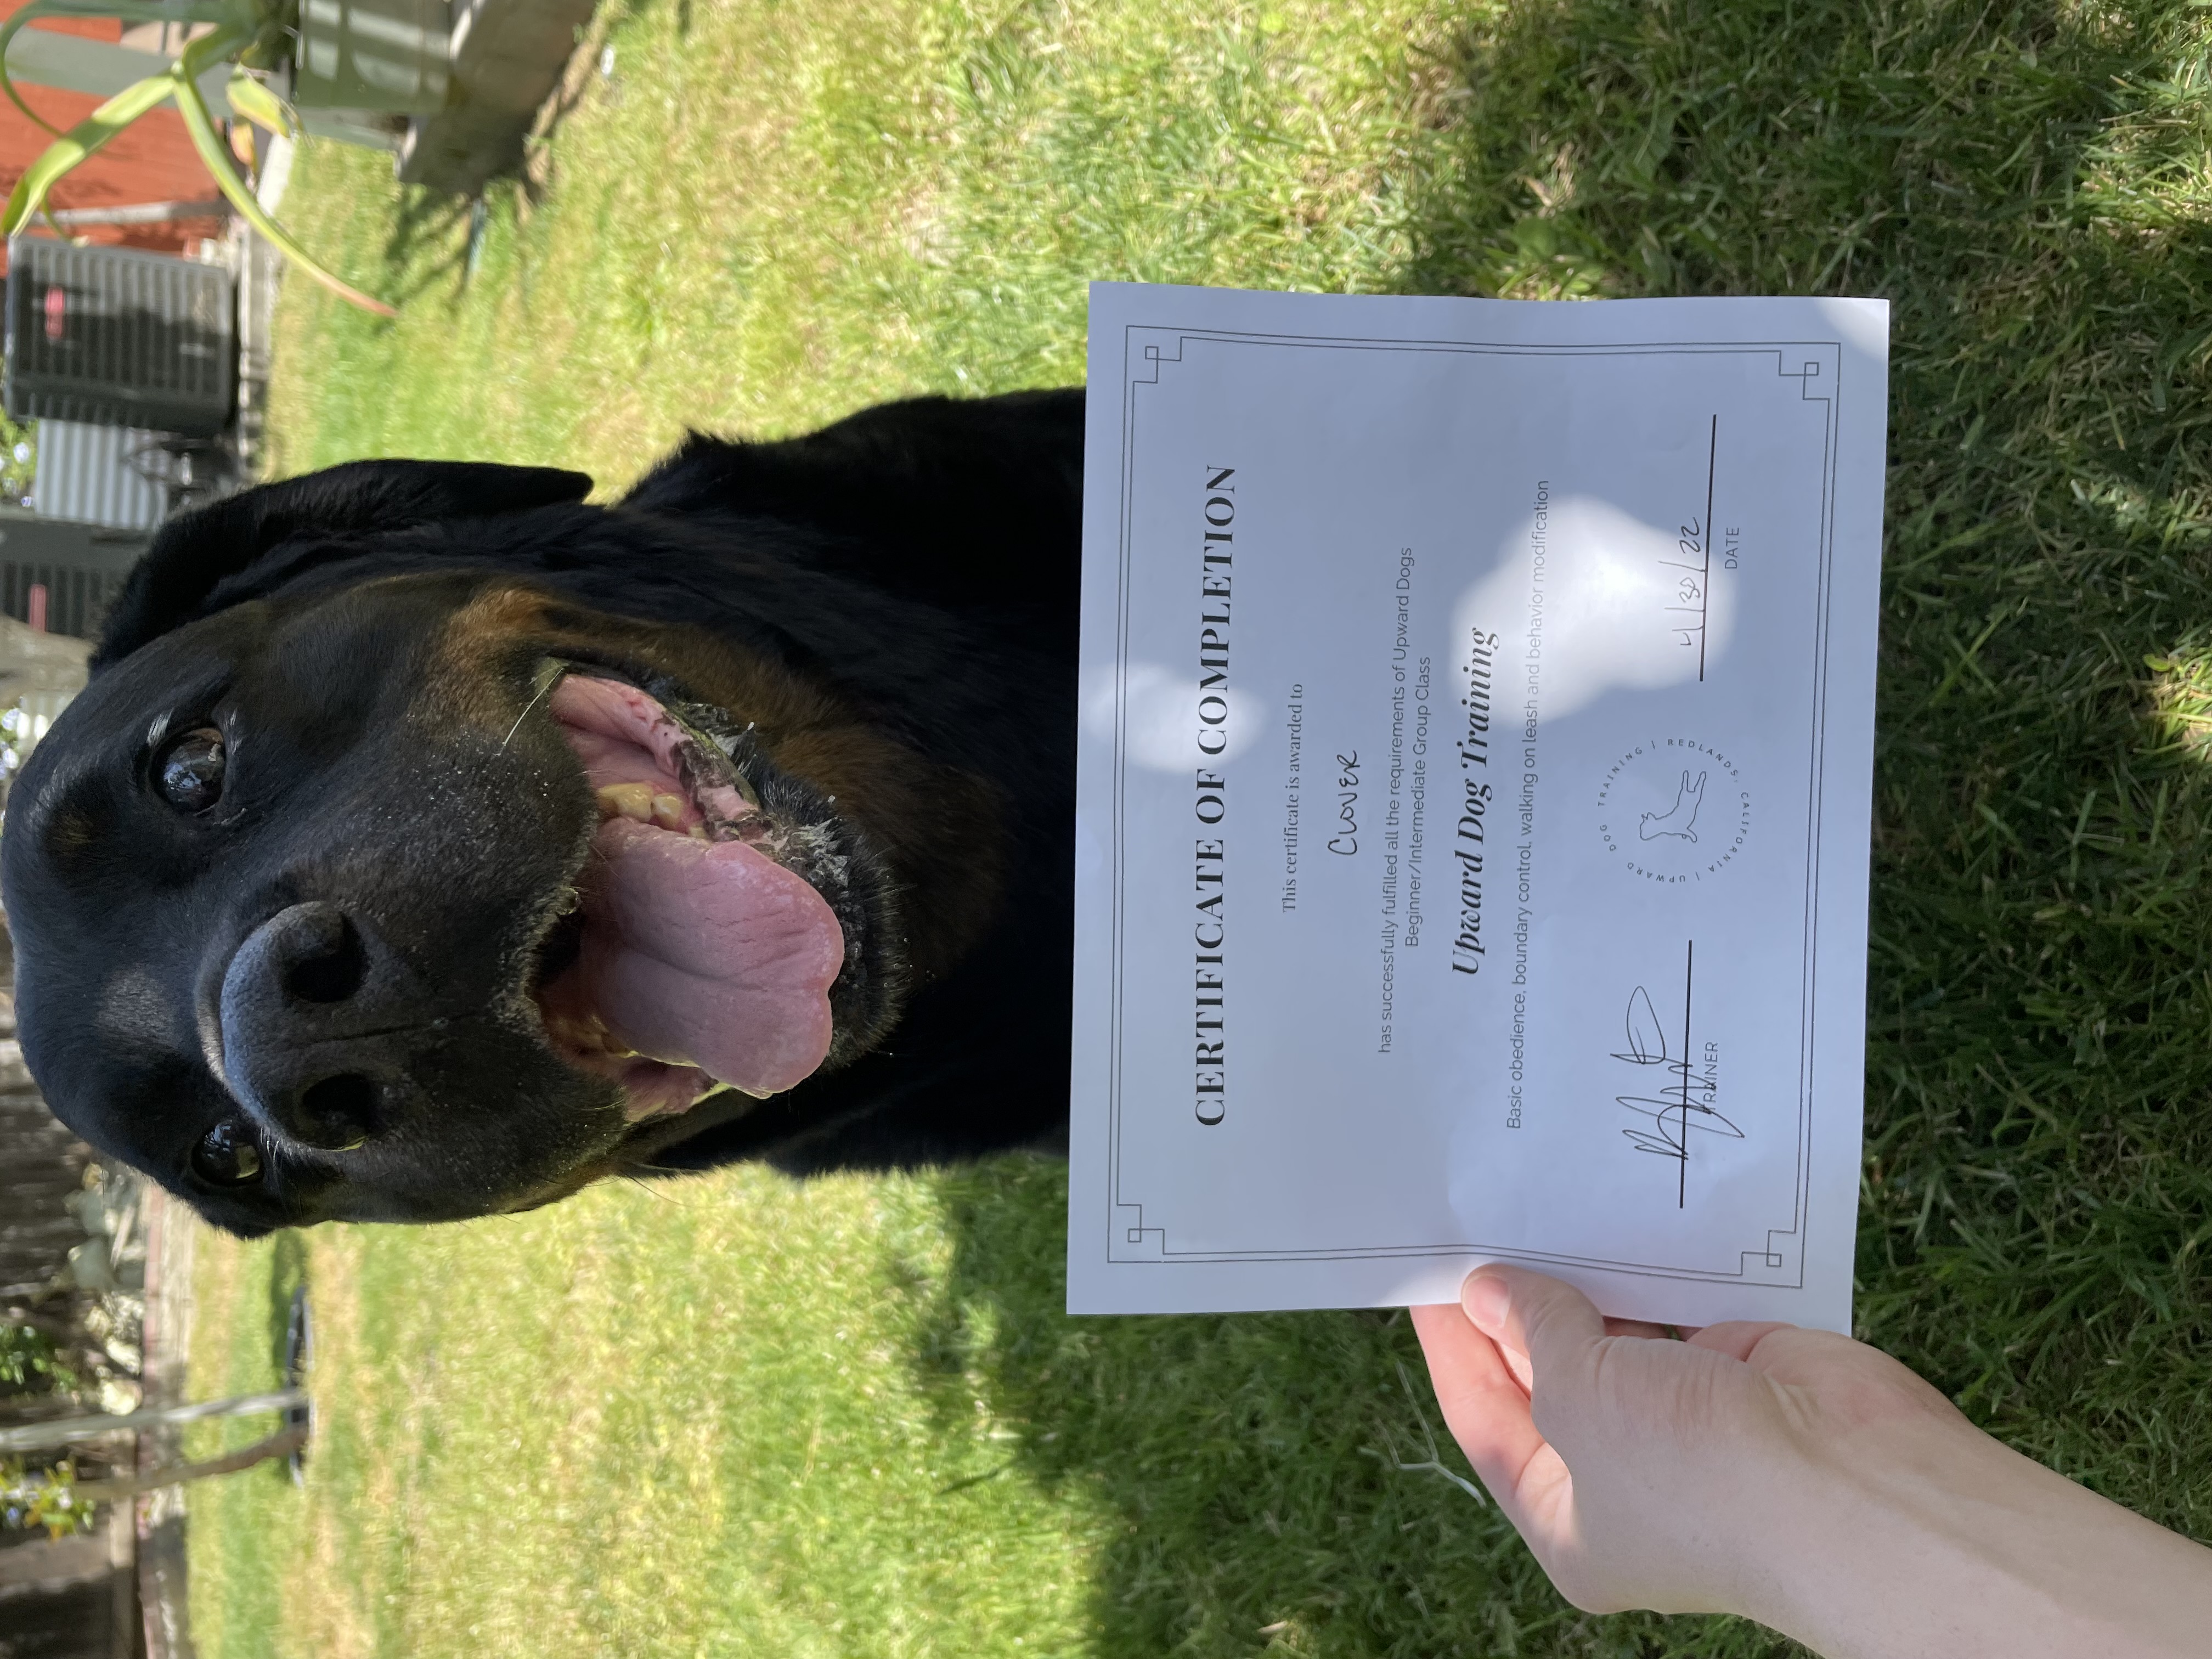 CERTIFICATE OF COMPLETION
This certificate is awarded to
CLOVER
has successfully fulfilled all the requirements of Upward Dogs
Beginner/Intermediate Group Class
Upward Dog Training
Basic obedience, boundary control, walking on leash and behavior modification
TRAINER
UPWARD DOG TRAINING | REDLANDS, CALIFORNIA |
4/30/22
DATE